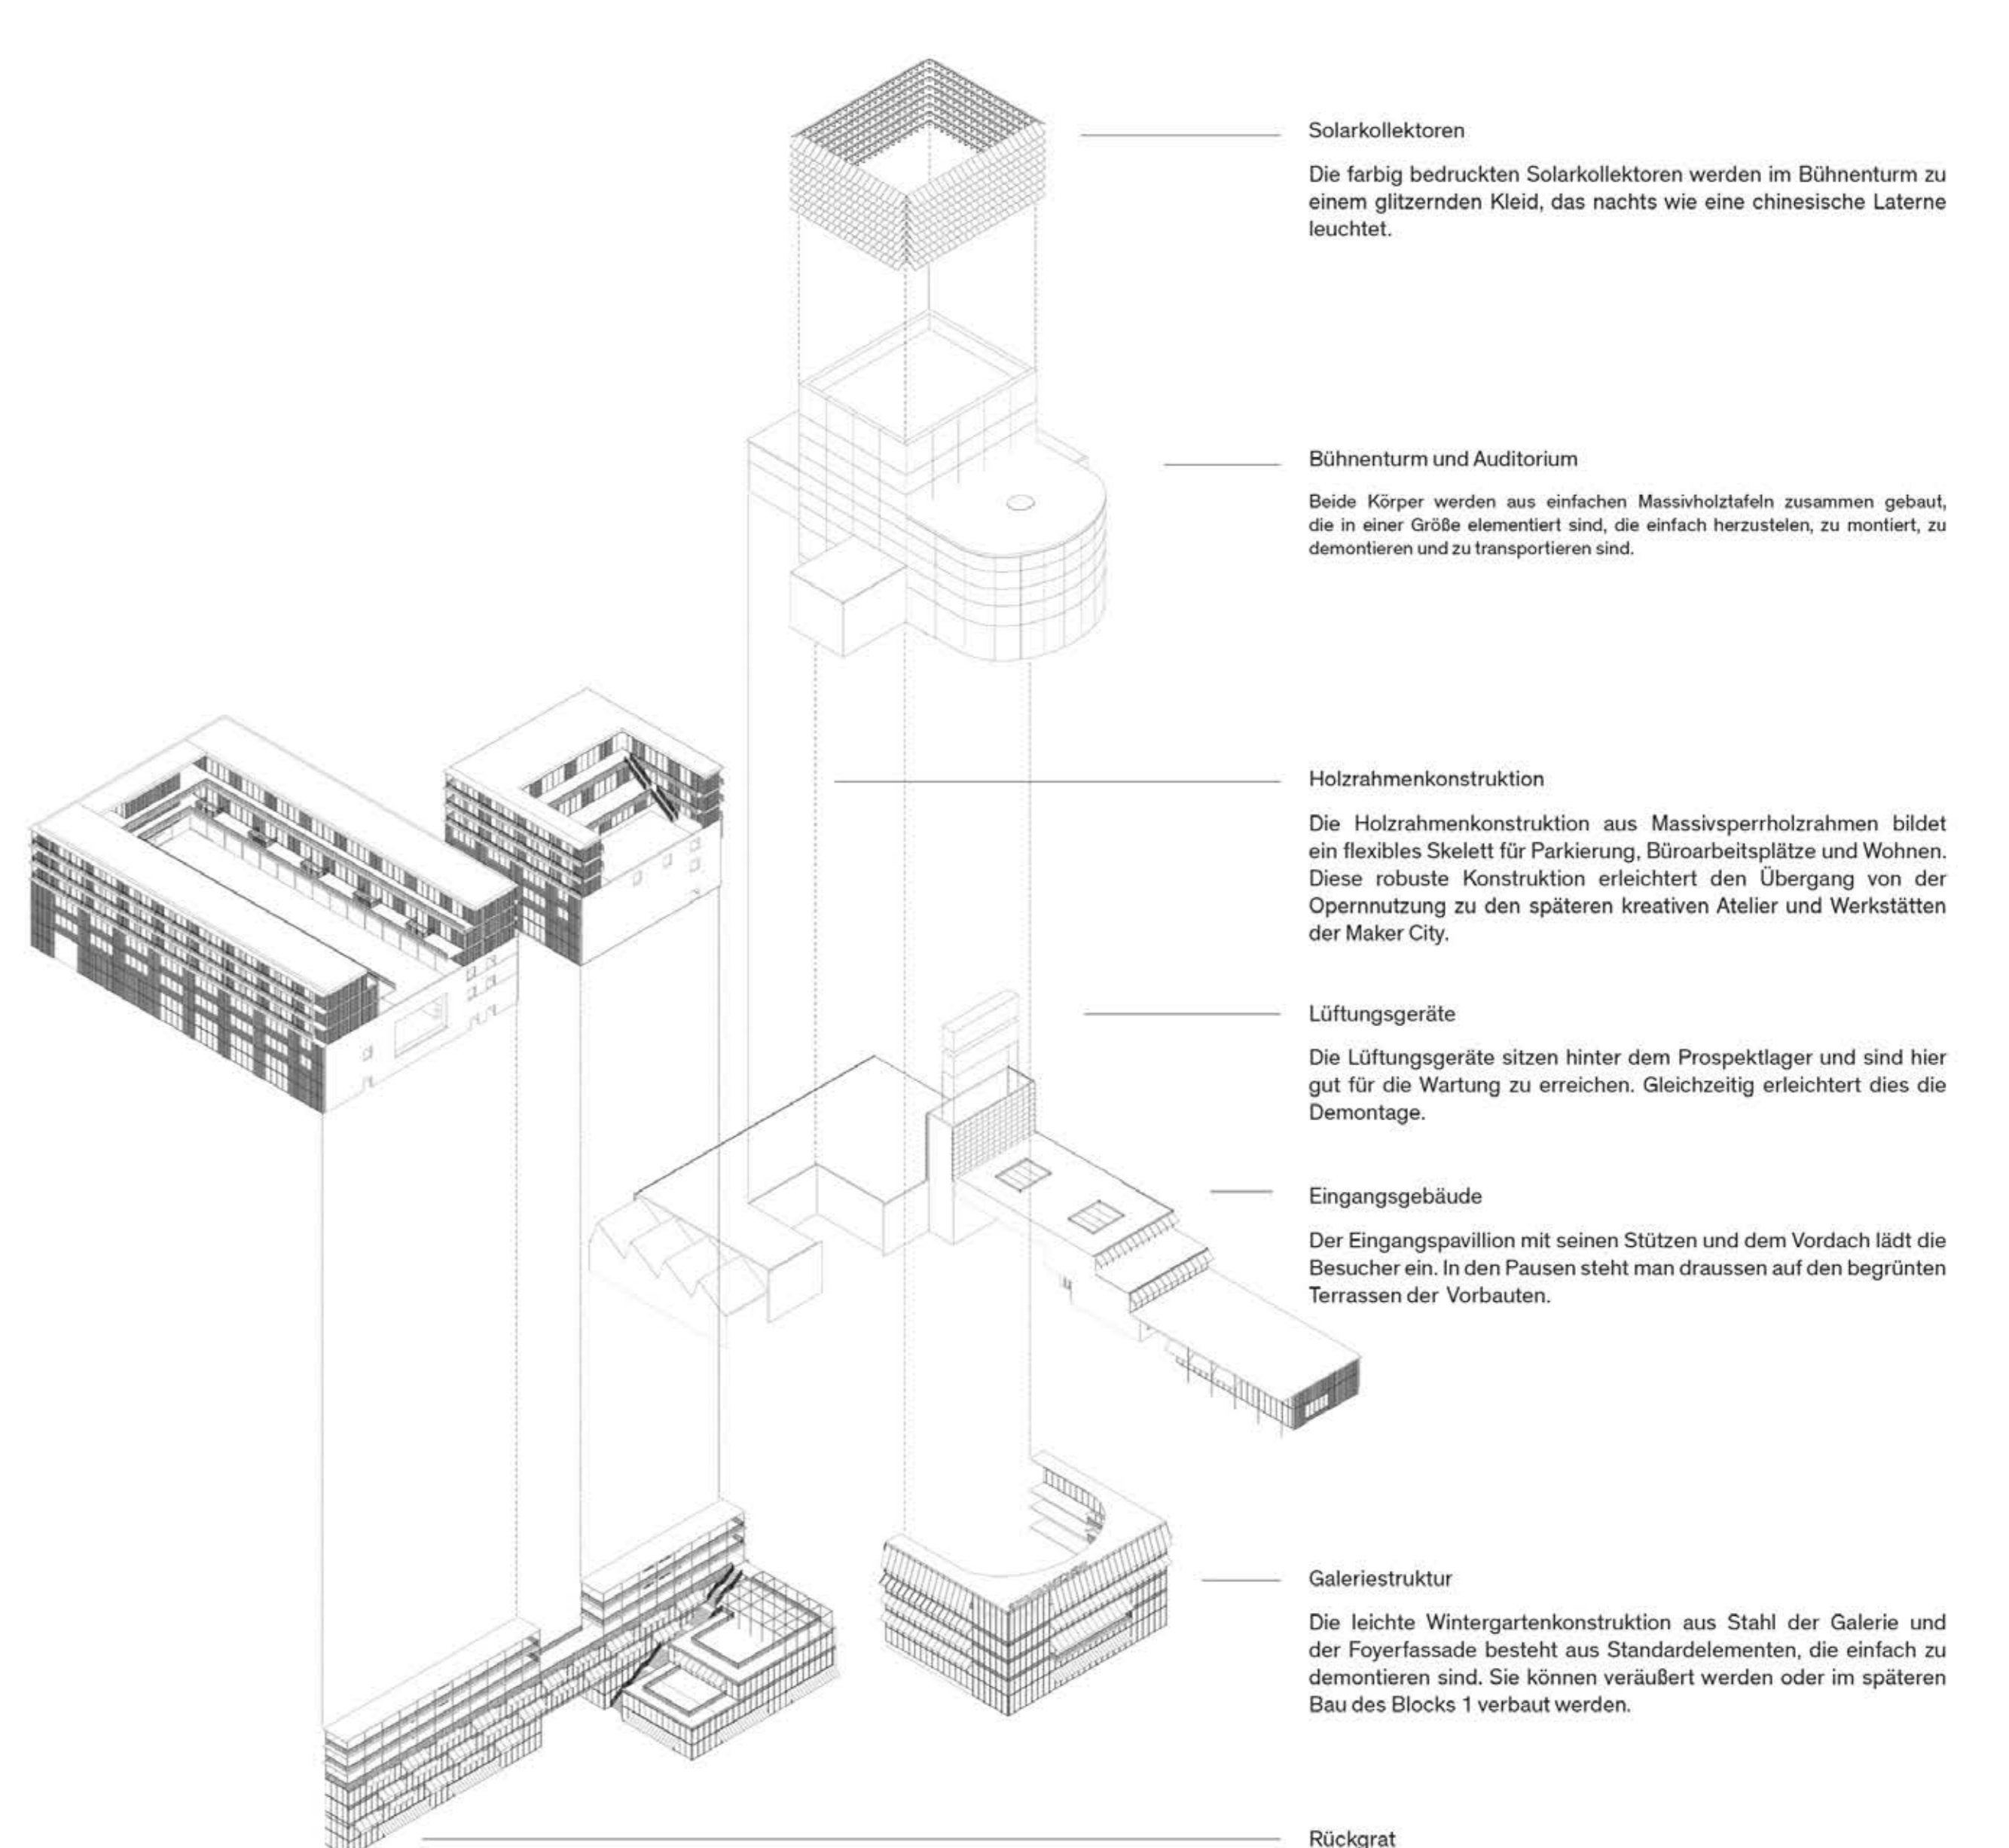 Solarkollektoren
Die farbig bedruckten Solarkollektoren werden im Bühnenturm zu
einem glitzernden Kleid, das nachts wie eine chinesische Laterne
leuchtet.
Bühnenturm und Auditorium
Beide Körper werden aus einfachen Massivholztafeln zusammen gebaut,
die in einer Größe elementiert sind, die einfach herzustelen, zu montiert, zu
demontieren und zu transportieren sind.
Holzrahmenkonstruktion
Die Holzrahmenkonstruktion aus Massivsperrholzrahmen bildet
ein flexibles Skelett für Parkierung, Büroarbeitsplätze und Wohnen.
Diese robuste Konstruktion erleichtert den Übergang von der
Opernnutzung zu den späteren kreativen Atelier und Werkstätten
der Maker City.
Lüftungsgeräte
Die Lüftungsgeräte sitzen hinter dem Prospektlager und sind hier
gut für die Wartung zu erreichen. Gleichzeitig erleichtert dies die
Demontage.
Eingangsgebäude
Der Eingangspavillion mit seinen Stützen und dem Vordach lädt die
Besucher ein. In den Pausen steht man draussen auf den begrünten
Terrassen der Vorbauten.
Galeriestruktur
Die leichte Wintergartenkonstruktion aus Stahl der Galerie und
der Foyerfassade besteht aus Standardelementen, die einfach zu
demontieren sind. Sie können veräußert werden oder im späteren
Bau des Blocks 1 verbaut werden.
Rückgrat